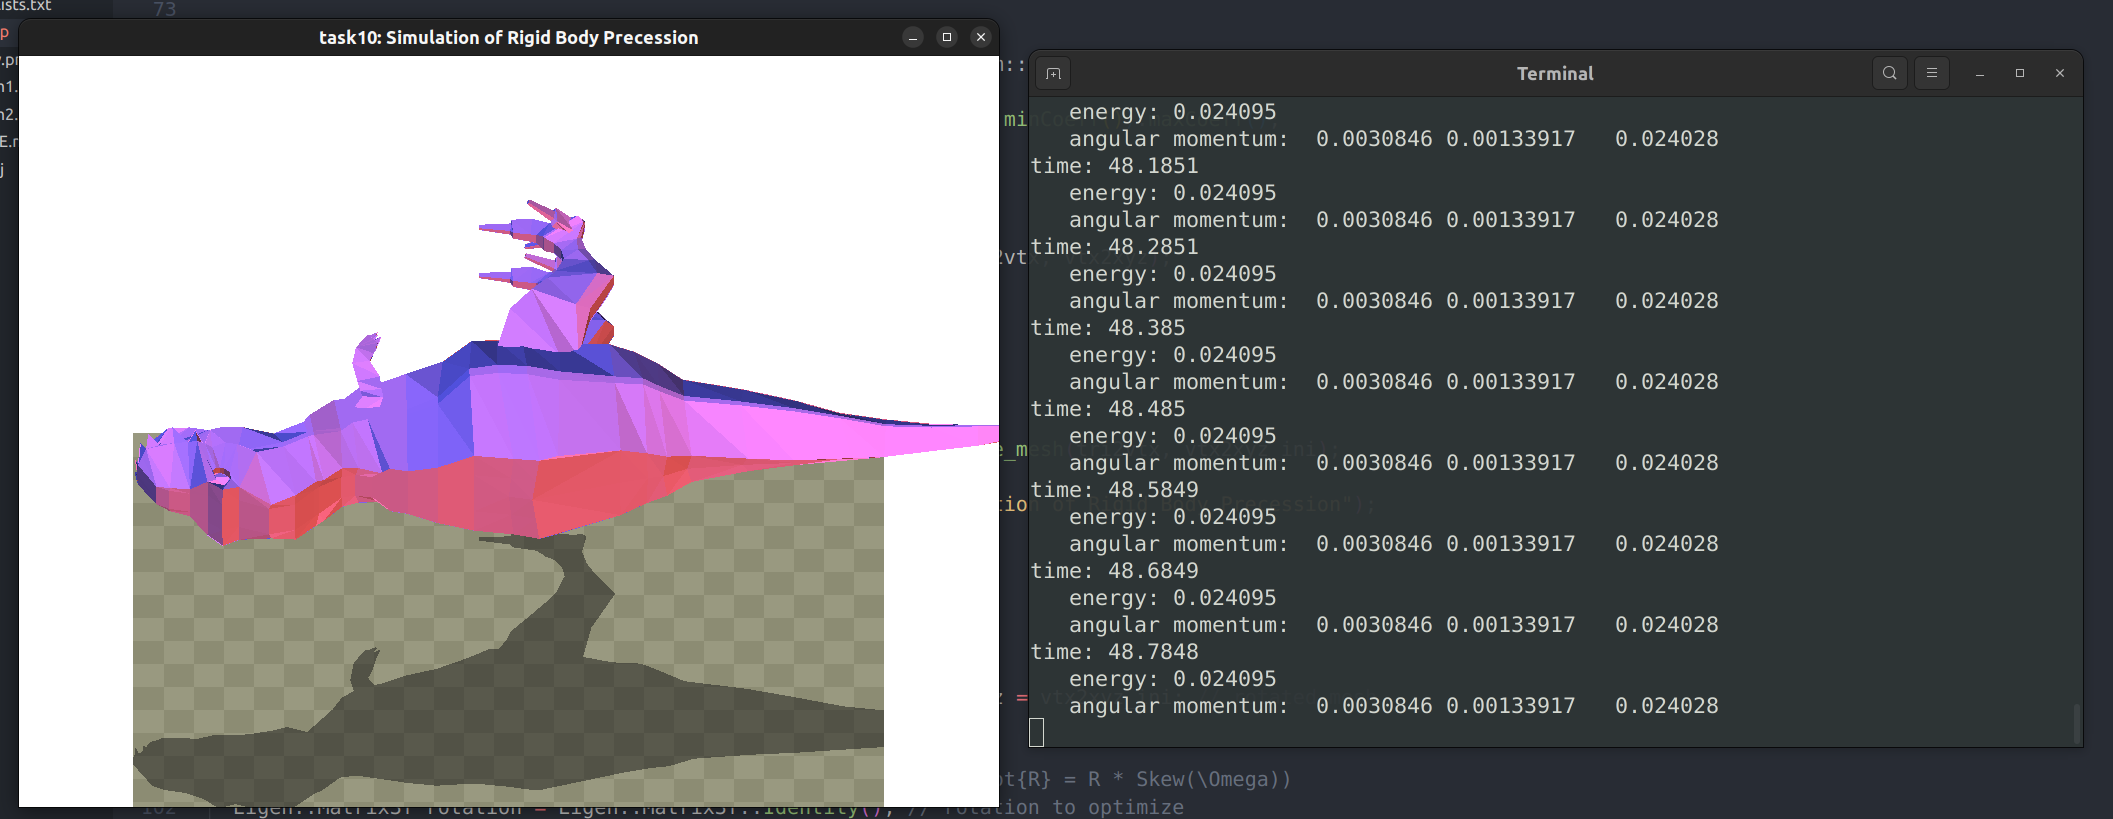 ists.txt
73
p
task10: Simulation of Rigid Body Precession
Terminal
energy: 0.024095
angular momentum:  0.0030846 0.00133917   0.024028
time: 48.1851
energy: 0.024095
angular momentum:  0.0030846 0.00133917   0.024028
time: 48.2851
energy: 0.024095
angular momentum:  0.0030846 0.00133917   0.024028
time: 48.385
energy: 0.024095
angular momentum:  0.0030846 0.00133917   0.024028
time: 48.485
energy: 0.024095
angular momentum:  0.0030846 0.00133917   0.024028
time: 48.5849
energy: 0.024095
angular momentum:  0.0030846 0.00133917   0.024028
time: 48.6849
energy: 0.024095
angular momentum:  0.0030846 0.00133917   0.024028
time: 48.7848
energy: 0.024095
angular momentum:  0.0030846 0.00133917   0.024028
ot{R} = R * Skew(\Omega))
102 Eigen::Matrix3f rotation = Eigen::Matrix3f::Identity(); // rotation to optimize